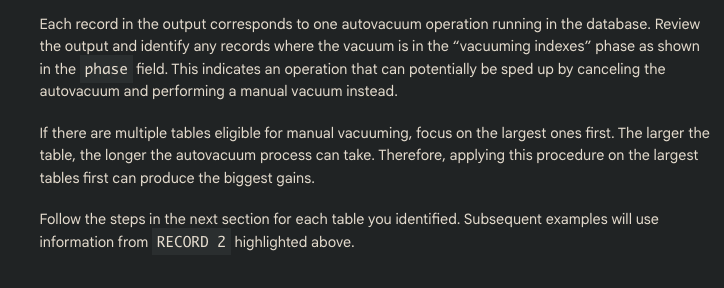 Each record in the output corresponds to one autovacuum operation running in the database. Review
the output and identify any records where the vacuum is in the “vacuuming indexes” phase as shown
in the phase field. This indicates an operation that can potentially be sped up by canceling the
autovacuum and performing a manual vacuum instead.
If there are multiple tables eligible for manual vacuuming, focus on the largest ones first. The larger the
table, the longer the autovacuum process can take. Therefore, applying this procedure on the largest
tables first can produce the biggest gains.
Follow the steps in the next section for each table you identified. Subsequent examples will use
information from RECORD 2 highlighted above.